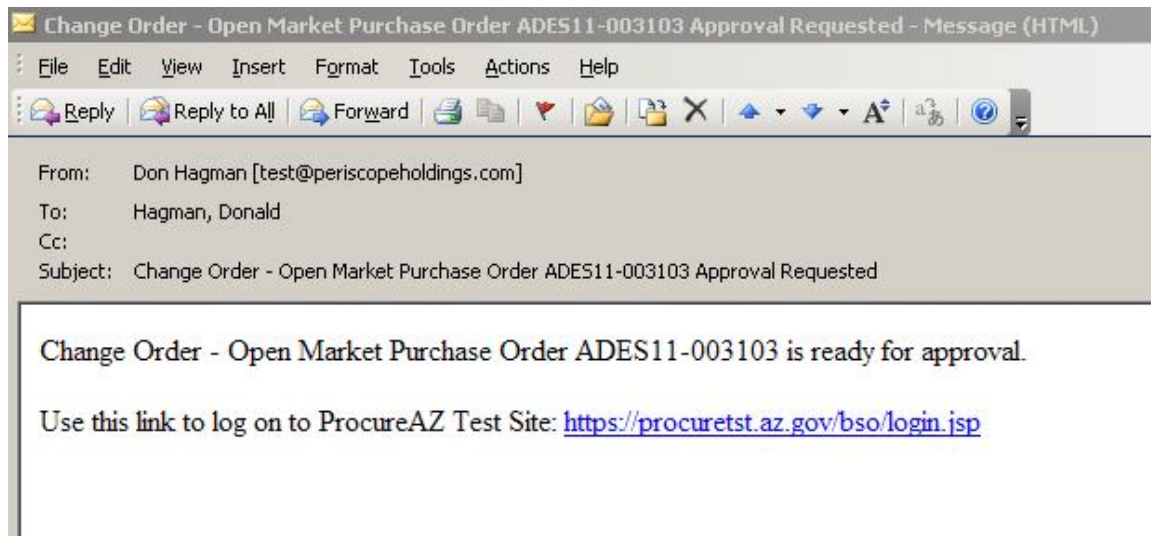 Change Order - Open Market Purchase Order ADES11-003103 Approval Requested - Message (HTML)
File Edit View Insert Format Tools Actions Help
Reply Reply to All Forward
From: Don Hagman [test@periscopeholdings.com]
To: Hagman, Donald
Cc:
Subject: Change Order - Open Market Purchase Order ADES11-003103 Approval Requested
Change Order - Open Market Purchase Order ADES11-003103 is ready for approval.
Use this link to log on to ProcureAZ Test Site: https://procuretst.az.gov/bso/login.jsp